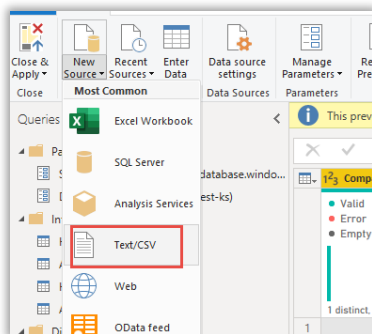 Close & Apply
New Source
Recent Sources
Enter Data
Data source settings
Manage Parameters
Close
Data Sources
Parameters
Most Common
Excel Workbook
SQL Server
Analysis Services
Text/CSV
Web
OData feed
Queries
database.windo...
est-ks)
This prev
1²3 Comp
Valid
Error
Empty
1 distinct,
1